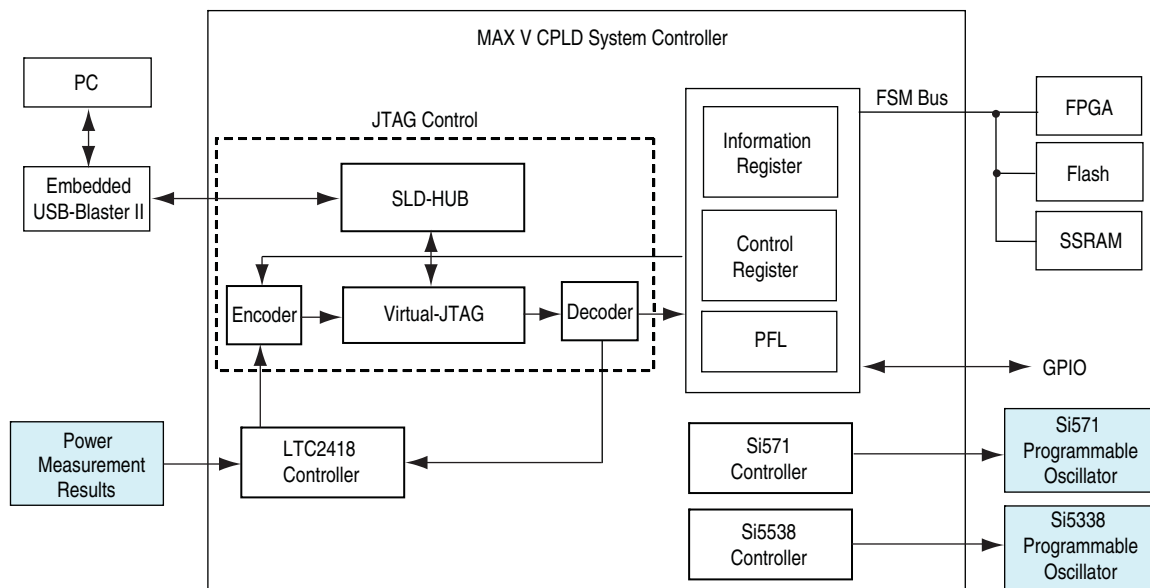 MAX V CPLD System Controller
PC
Embedded
USB-Blaster II
JTAG Control
SLD-HUB
Encoder
Virtual-JTAG
Decoder
Information
Register
Control
Register
PFL
FSM Bus
FPGA
Flash
SSRAM
GPIO
Power
Measurement
Results
LTC2418
Controller
Si571
Controller
Si571
Programmable
Oscillator
Si5538
Controller
Si5338
Programmable
Oscillator